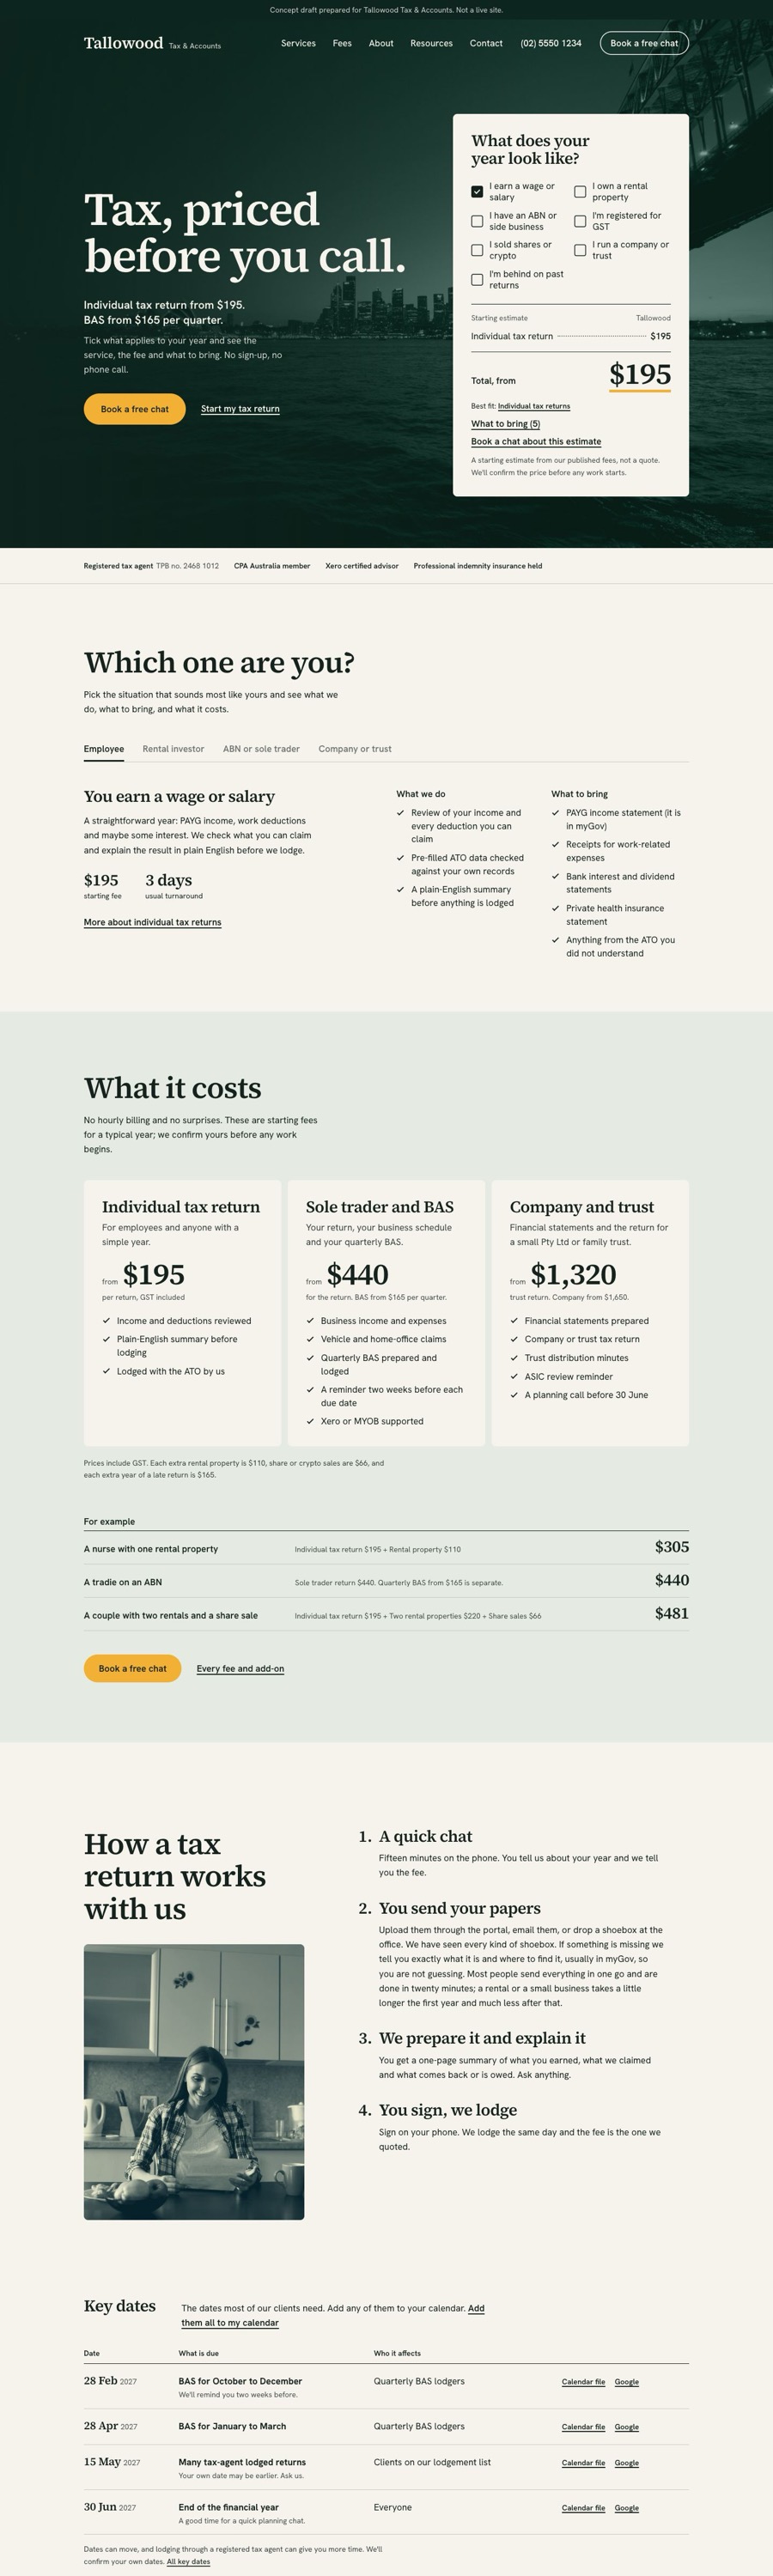 Concept draft prepared for Tallowood Tax & Accounts. Not a live site.
Tallowood Tax & Accounts
Services Fees About Resources Contact (02) 5550 1234 Book a free chat
Tax, priced
before you call.
Individual tax return from $195.
BAS from $165 per quarter.
Tick what applies to your year and see the
service, the fee and what to bring. No sign-up, no
phone call.
Book a free chat Start my tax return
What does your
year look like?
I earn a wage or
salary
I own a rental
property
I have an ABN or
side business
I'm registered for
GST
I sold shares or
crypto
I run a company or
trust
I'm behind on past
returns
Starting estimate Tallowood
Individual tax return $195
Total, from $195
Best fit: Individual tax returns
What to bring (5)
Book a chat about this estimate
A starting estimate from our published fees, not a quote.
We'll confirm the price before any work starts.
Registered tax agent TPB no. 2468 1012 CPA Australia member Xero certified advisor Professional indemnity insurance held
Which one are you?
Pick the situation that sounds most like yours and see what we
do, what to bring, and what it costs.
Employee Rental investor ABN or sole trader Company or trust
You earn a wage or salary
A straightforward year: PAYG income, work deductions
and maybe some interest. We check what you can claim
and explain the result in plain English before we lodge.
$195 3 days
starting fee usual turnaround
More about individual tax returns
What we do
Review of your income and
every deduction you can
claim
Pre-filled ATO data checked
against your own records
A plain-English summary
before anything is lodged
What to bring
PAYG income statement (it is
in myGov)
Receipts for work-related
expenses
Bank interest and dividend
statements
Private health insurance
statement
Anything from the ATO you
did not understand
What it costs
No hourly billing and no surprises. These are starting fees
for a typical year; we confirm yours before any work
begins.
Individual tax return
For employees and anyone with a
simple year.
from $195
per return, GST included
Income and deductions reviewed
Plain-English summary before
lodging
Lodged with the ATO by us
Sole trader and BAS
Your return, your business schedule
and your quarterly BAS.
from $440
for the return. BAS from $165 per quarter.
Business income and expenses
Vehicle and home-office claims
Quarterly BAS prepared and
lodged
A reminder two weeks before each
due date
Xero or MYOB supported
Company and trust
Financial statements and the return for
a small Pty Ltd or family trust.
from $1,320
trust return. Company from $1,650.
Financial statements prepared
Company or trust tax return
Trust distribution minutes
ASIC review reminder
A planning call before 30 June
Prices include GST. Each extra rental property is $110, share or crypto sales are $66, and
each extra year of a late return is $165.
For example
A nurse with one rental property Individual tax return $195 + Rental property $110 $305
A tradie on an ABN Sole trader return $440. Quarterly BAS from $165 is separate. $440
A couple with two rentals and a share sale Individual tax return $195 + Two rental properties $220 + Share sales $66 $481
Book a free chat Every fee and add-on
How a tax
return works
with us
1. A quick chat
Fifteen minutes on the phone. You tell us about your year and we tell
you the fee.
2. You send your papers
Upload them through the portal, email them, or drop a shoebox at the
office. We have seen every kind of shoebox. If something is missing we
tell you exactly what it is and where to find it, usually in myGov, so
you are not guessing. Most people send everything in one go and are
done in twenty minutes; a rental or a small business takes a little
longer the first year and much less after that.
3. We prepare it and explain it
You get a one-page summary of what you earned, what we claimed
and what comes back or is owed. Ask anything.
4. You sign, we lodge
Sign on your phone. We lodge the same day and the fee is the one we
quoted.
Key dates
The dates most of our clients need. Add any of them to your calendar. Add
them all to my calendar
Date What is due Who it affects
28 Feb 2027 BAS for October to December Quarterly BAS lodgers Calendar file Google
We'll remind you two weeks before.
28 Apr 2027 BAS for January to March Quarterly BAS lodgers Calendar file Google
15 May 2027 Many tax-agent lodged returns Clients on our lodgement list Calendar file Google
Your own date may be earlier. Ask us.
30 Jun 2027 End of the financial year Everyone Calendar file Google
A good time for a quick planning chat.
Dates can move, and lodging through a registered tax agent can give you more time. We'll
confirm your own dates. All key dates